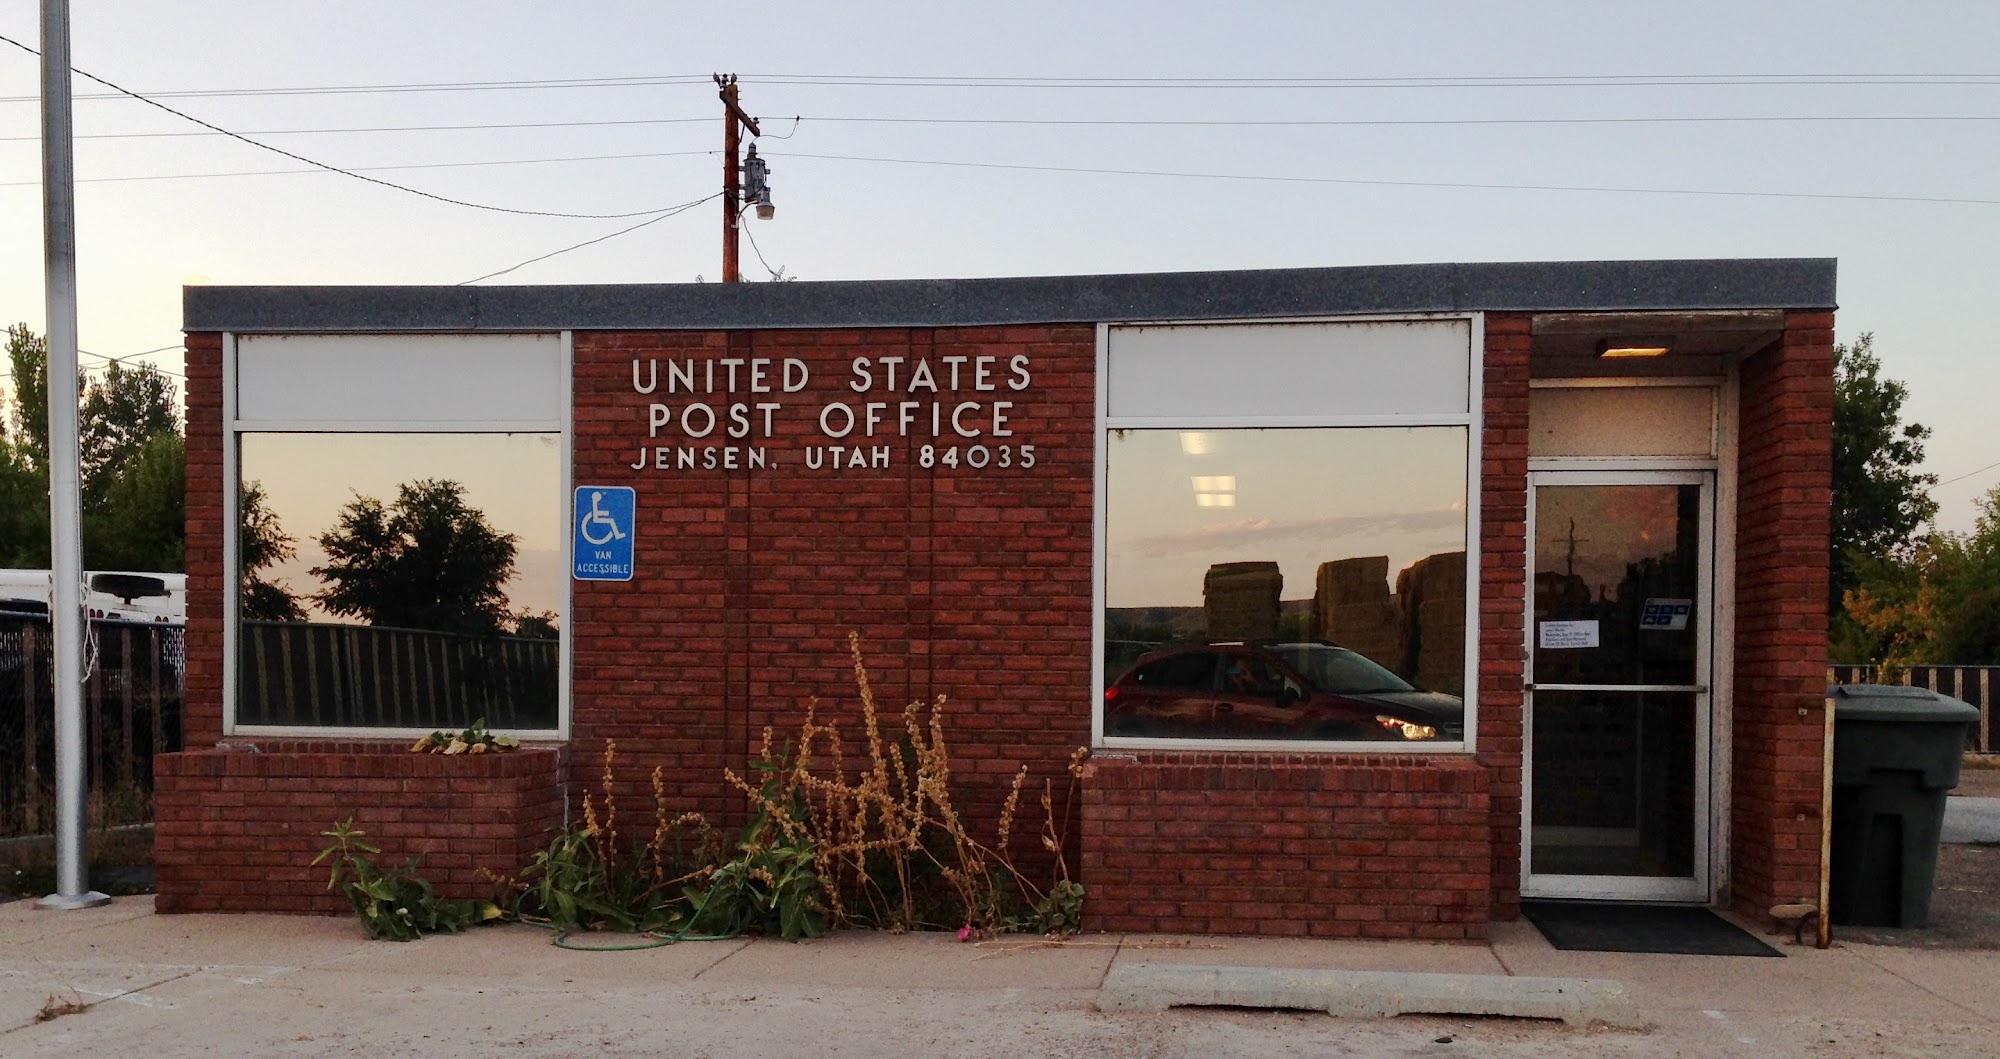 UNITED STATES
POST OFFICE
JENSEN, UTAH 84035
VAN
ACCESSIBLE